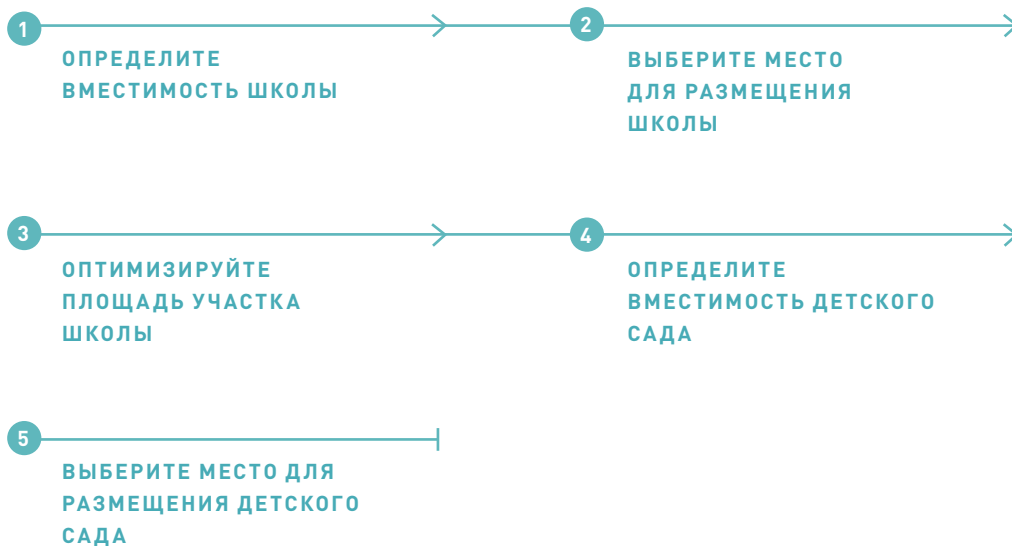 1
ОПРЕДЕЛИТЕ
ВМЕСТИМОСТЬ ШКОЛЫ
2
ВЫБЕРИТЕ МЕСТО
ДЛЯ РАЗМЕЩЕНИЯ
ШКОЛЫ
3
ОПТИМИЗИРУЙТЕ
ПЛОЩАДЬ УЧАСТКА
ШКОЛЫ
4
ОПРЕДЕЛИТЕ
ВМЕСТИМОСТЬ ДЕТСКОГО
САДА
5
ВЫБЕРИТЕ МЕСТО ДЛЯ
РАЗМЕЩЕНИЯ ДЕТСКОГО
САДА